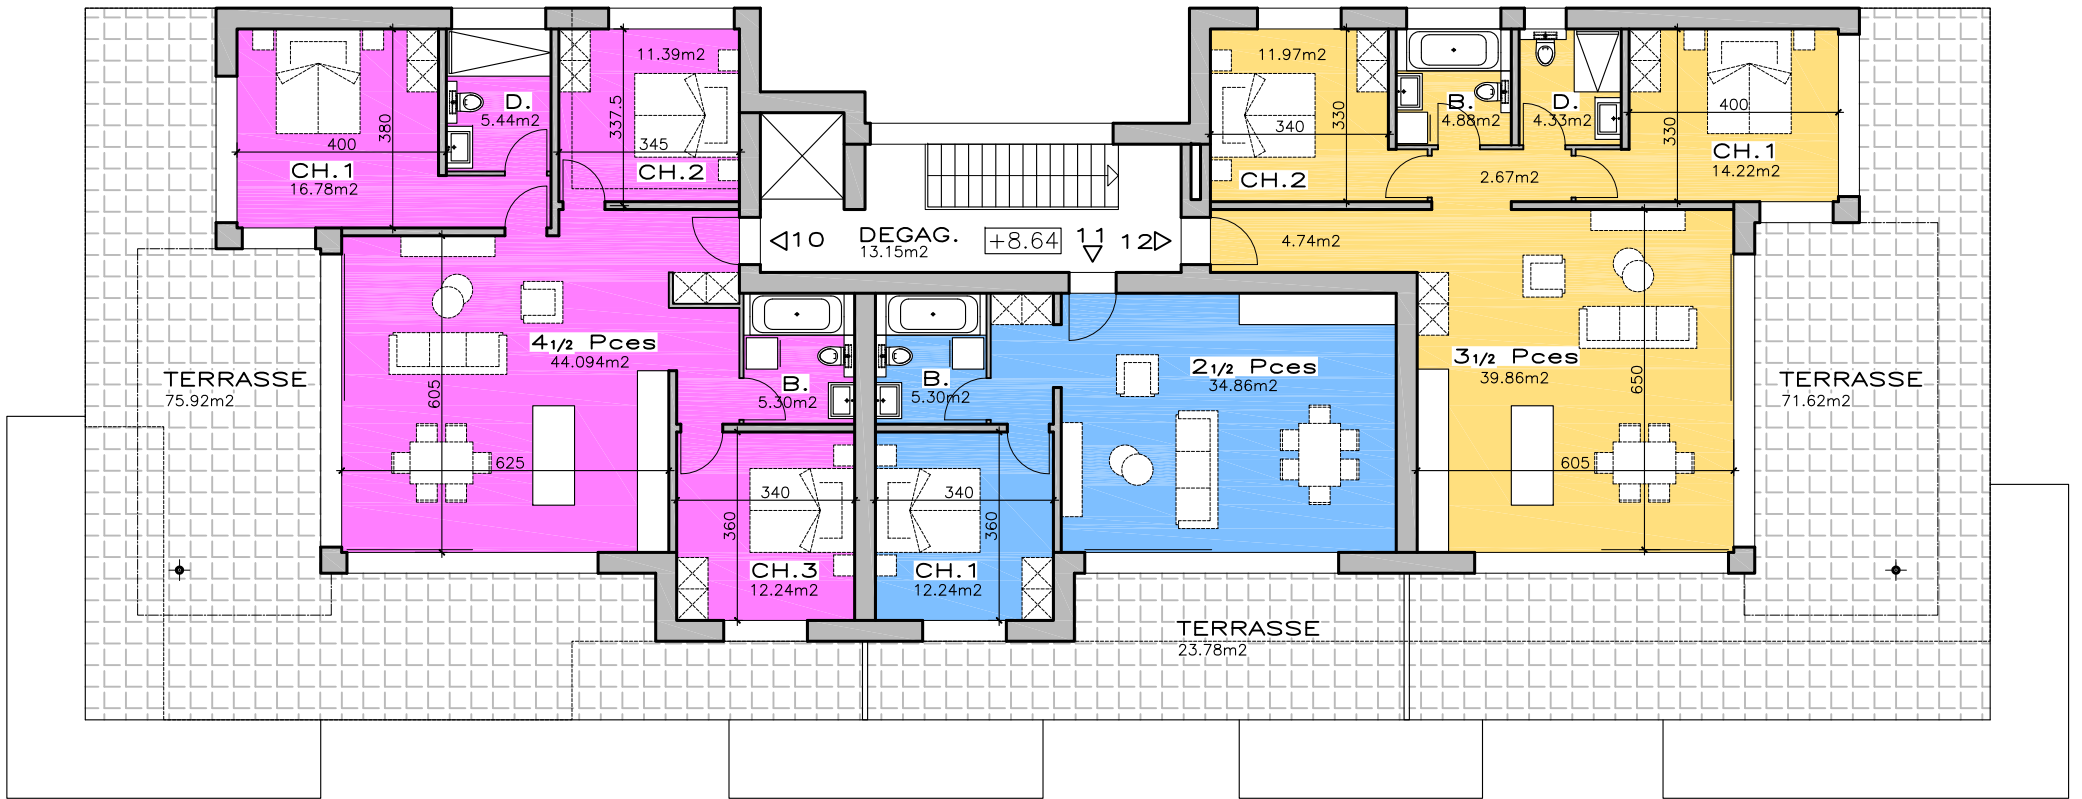 11.39m2
D.
5.44m2
380
337.5
400
345
CH.1
16.78m2
CH.2
11.97m2
330
340
CH.2
B.
4.88m2
D.
4.33m2
400
330
CH.1
14.22m2
2.67m2
10
DEGAG.
13.15m2
+8.64
11
12
4.74m2
4 1/2 Pces
44.094m2
TERRASSE
75.92m2
605
625
B.
5.30m2
B.
5.30m2
2 1/2 Pces
34.86m2
3 1/2 Pces
39.86m2
650
605
TERRASSE
71.62m2
340
360
CH.3
12.24m2
340
360
CH.1
12.24m2
TERRASSE
23.78m2